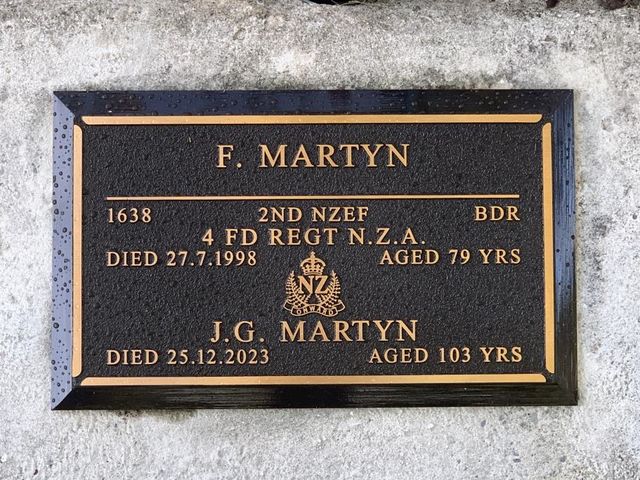 F. MARTYN
1638 2ND NZEF BDR
4 FD REGT N.Z.A.
DIED 27.7.1998 AGED 79 YRS
NZ
ONWARD
J.G. MARTYN
DIED 25.12.2023 AGED 103 YRS